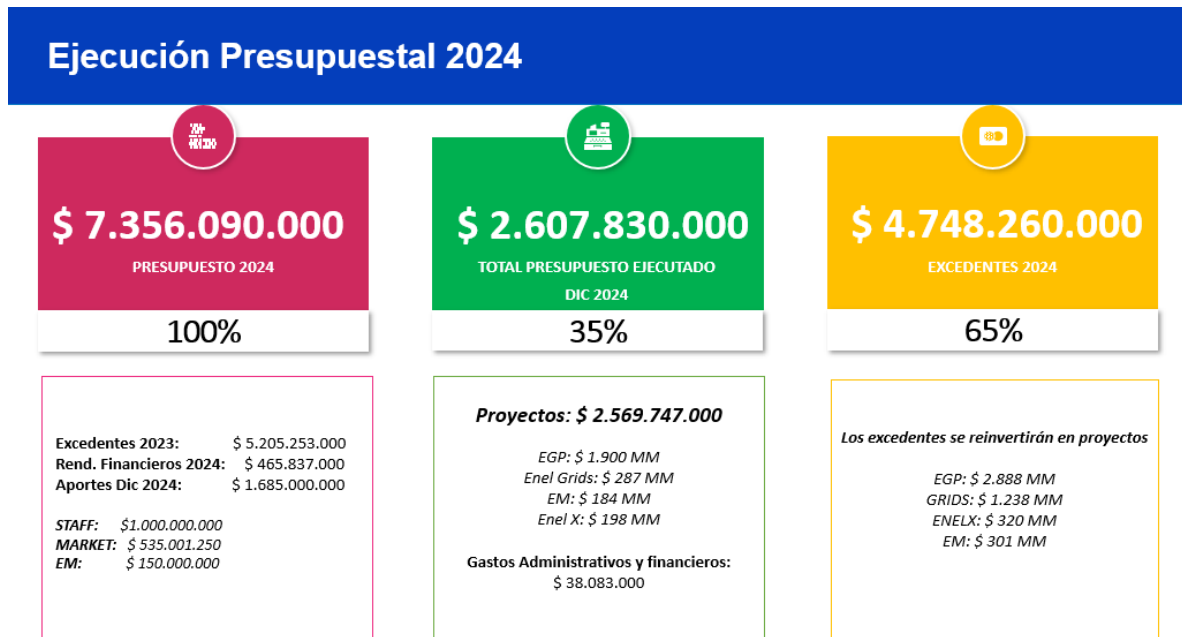 Ejecución Presupuestal 2024
$ 7.356.090.000
PRESUPUESTO 2024
100%
Excedentes 2023: $ 5.205.253.000
Rend. Financieros 2024: $ 465.837.000
Aportes Dic 2024: $ 1.685.000.000
STAFF: $1.000.000.000
MARKET: $ 535.001.250
EM: $ 150.000.000
$ 2.607.830.000
TOTAL PRESUPUESTO EJECUTADO
DIC 2024
35%
Proyectos: $ 2.569.747.000
EGP: $ 1.900 MM
Enel Grids: $ 287 MM
EM: $ 184 MM
Enel X: $ 198 MM
Gastos Administrativos y financieros:
$ 38.083.000
$ 4.748.260.000
EXCEDENTES 2024
65%
Los excedentes se reinvertirán en proyectos
EGP: $ 2.888 MM
GRIDS: $ 1.238 MM
ENELX: $ 320 MM
EM: $ 301 MM